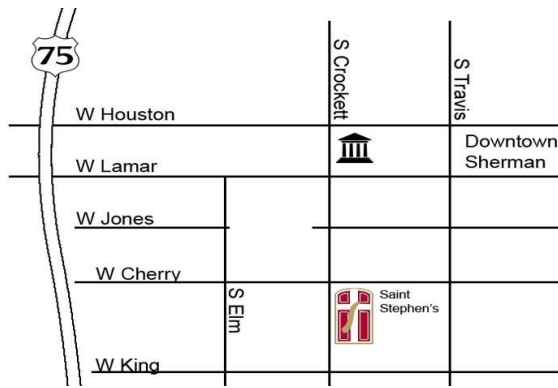 75
S Crockett
S Travis
W Houston
Downtown
Sherman
W Lamar
W Jones
W Cherry
S Elm
Saint
Stephen's
W King